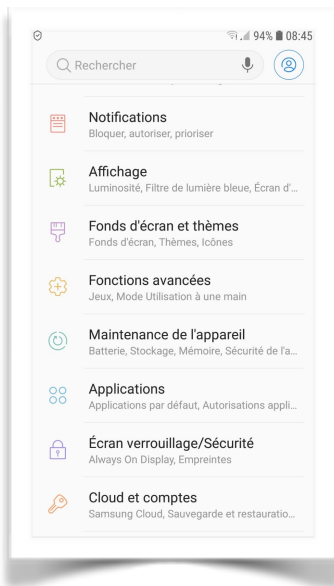 94% 08:45
Rechercher
Notifications
Bloquer, autoriser, prioriser
Affichage
Luminosité, Filtre de lumière bleue, Écran d'...
Fonds d'écran et thèmes
Fonds d'écran, Thèmes, Icônes
Fonctions avancées
Jeux, Mode Utilisation à une main
Maintenance de l'appareil
Batterie, Stockage, Mémoire, Sécurité de l'a...
Applications
Applications par défaut, Autorisations appli...
Écran verrouillage/Sécurité
Always On Display, Empreintes
Cloud et comptes
Samsung Cloud, Sauvegarde et restauratio...